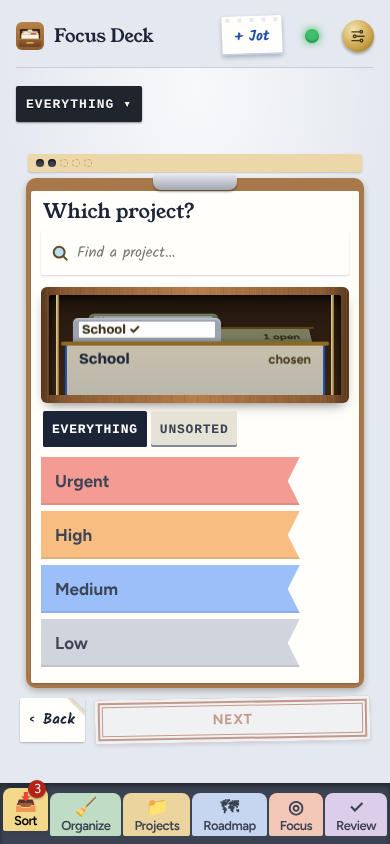 Focus Deck
+ Jot
EVERYTHING ▾
Which project?
Find a project...
School ✓
1 open
School
chosen
EVERYTHING
UNSORTED
Urgent
High
Medium
Low
‹ Back
NEXT
3
Sort
Organize
Projects
Roadmap
Focus
Review